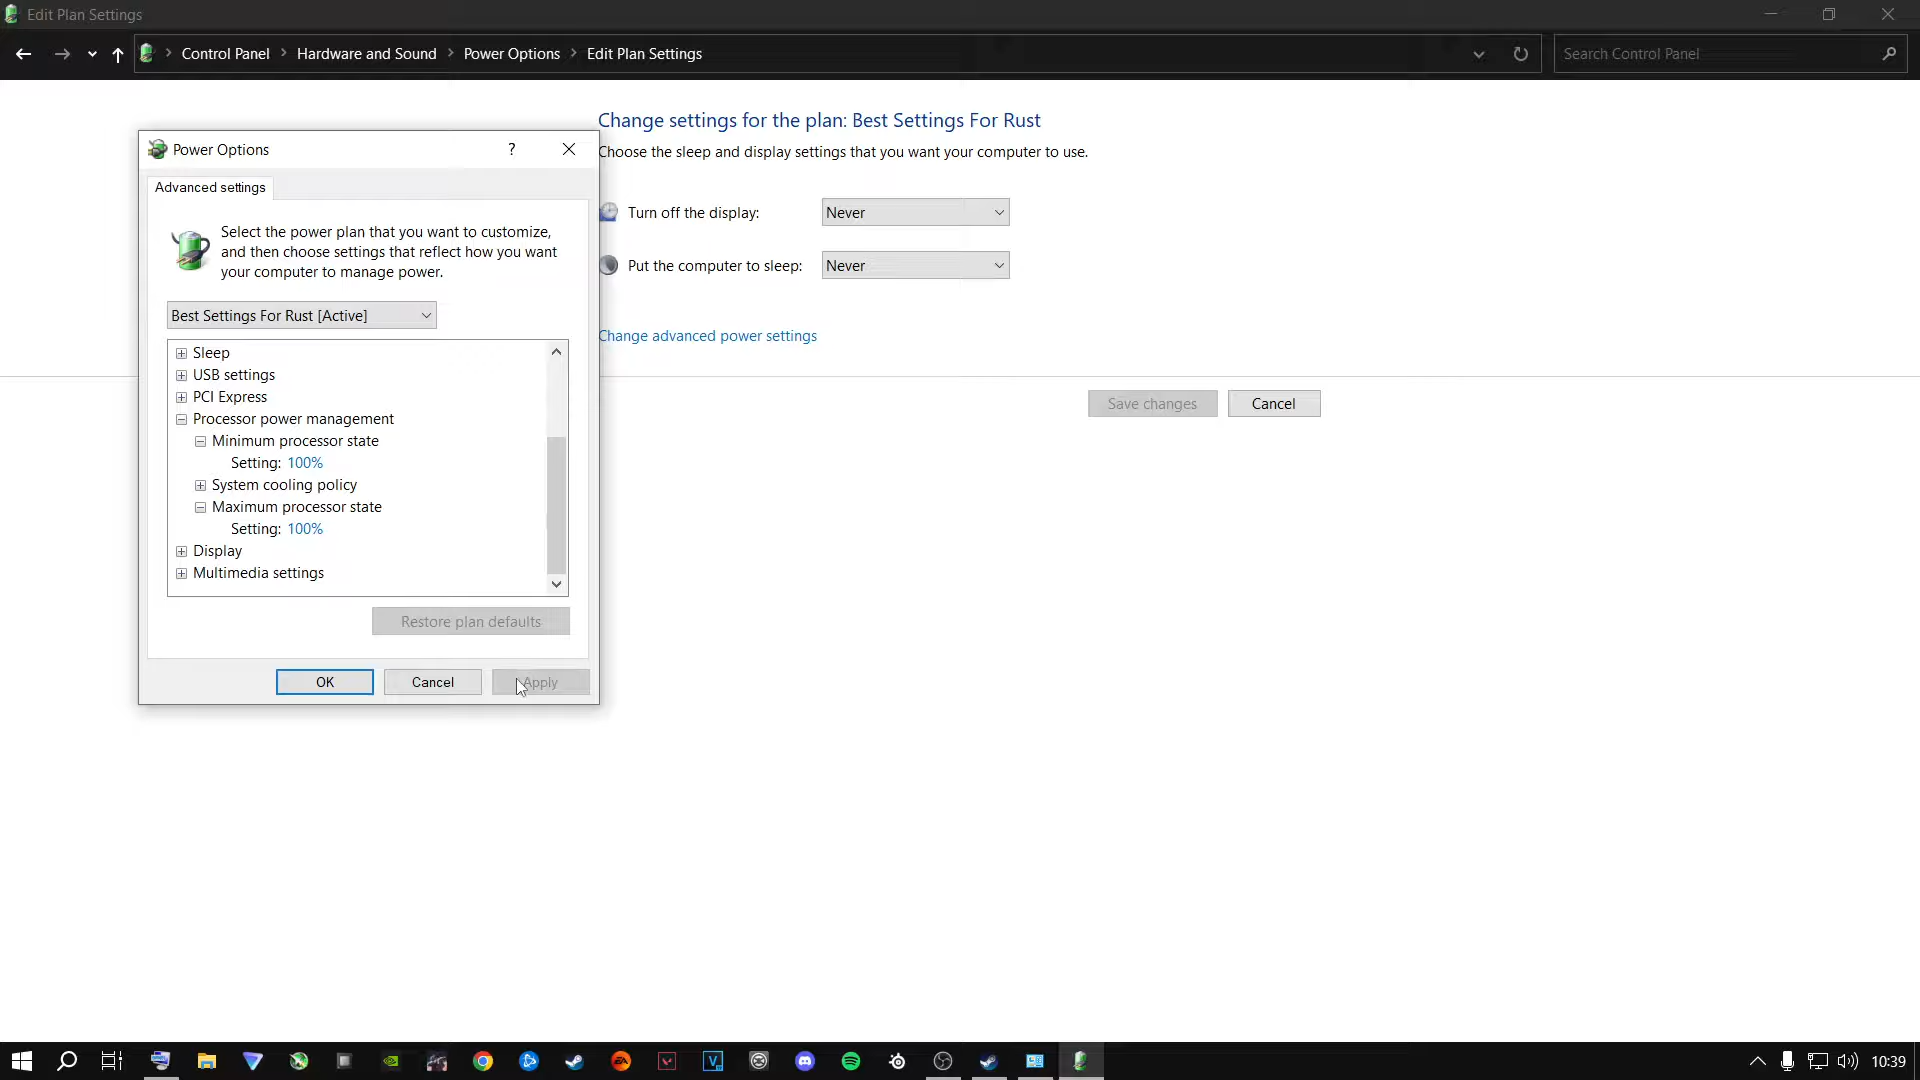 Edit Plan Settings
Control Panel > Hardware and Sound > Power Options > Edit Plan Settings
Search Control Panel
Change settings for the plan: Best Settings For Rust
Choose the sleep and display settings that you want your computer to use.
Turn off the display:
Never
Put the computer to sleep:
Never
Change advanced power settings
Save changes
Cancel
Power Options
?
Advanced settings
Select the power plan that you want to customize,
and then choose settings that reflect how you want
your computer to manage power.
Best Settings For Rust [Active]
Sleep
USB settings
PCI Express
Processor power management
Minimum processor state
Setting: 100%
System cooling policy
Maximum processor state
Setting: 100%
Display
Multimedia settings
Restore plan defaults
OK
Cancel
Apply
10:39